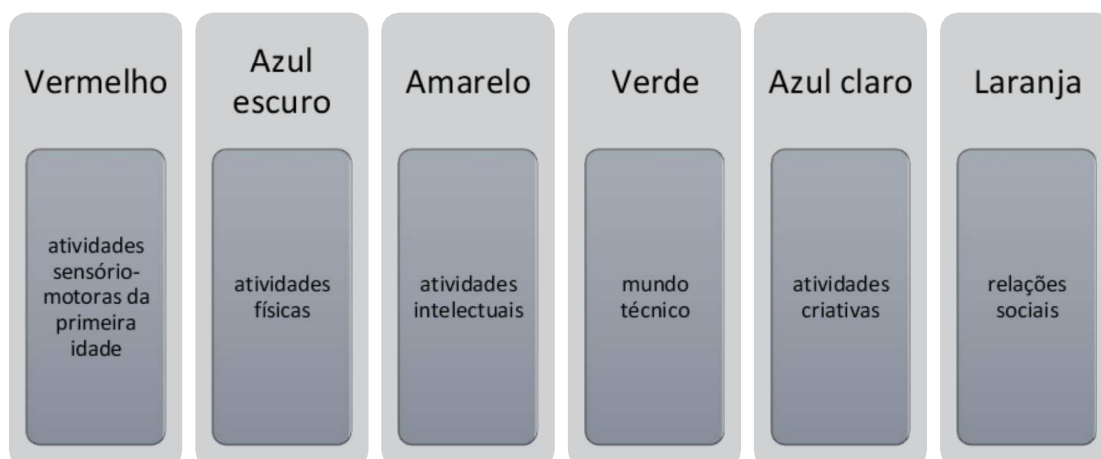 Vermelho
atividades
sensório-
motoras da
primeira
idade
Azul
escuro
atividades
físicas
Amarelo
atividades
intelectuais
Verde
mundo
técnico
Azul claro
atividades
criativas
Laranja
relações
sociais